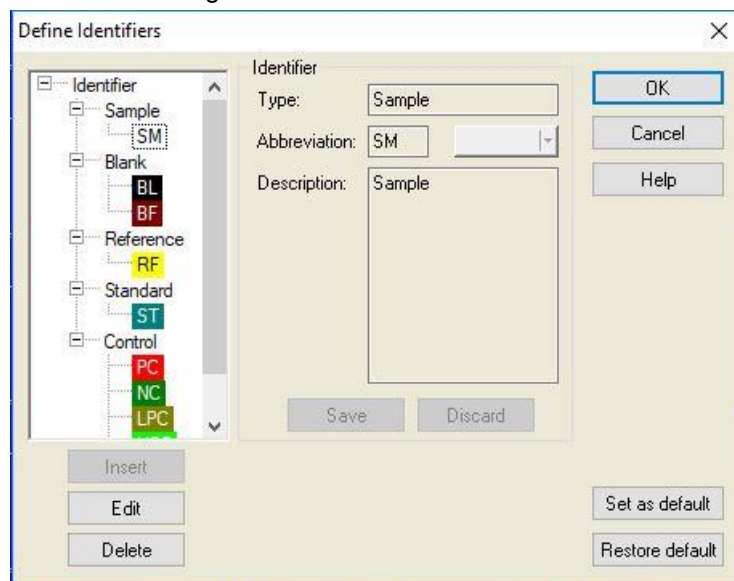 Define Identifiers
Identifier
Sample
SM
Blank
BL
BF
Reference
RF
Standard
ST
Control
PC
NC
LPC
Insert
Edit
Delete
Identifier
Type: Sample
Abbreviation: SM
Description: Sample
Save Discard
OK
Cancel
Help
Set as default
Restore default